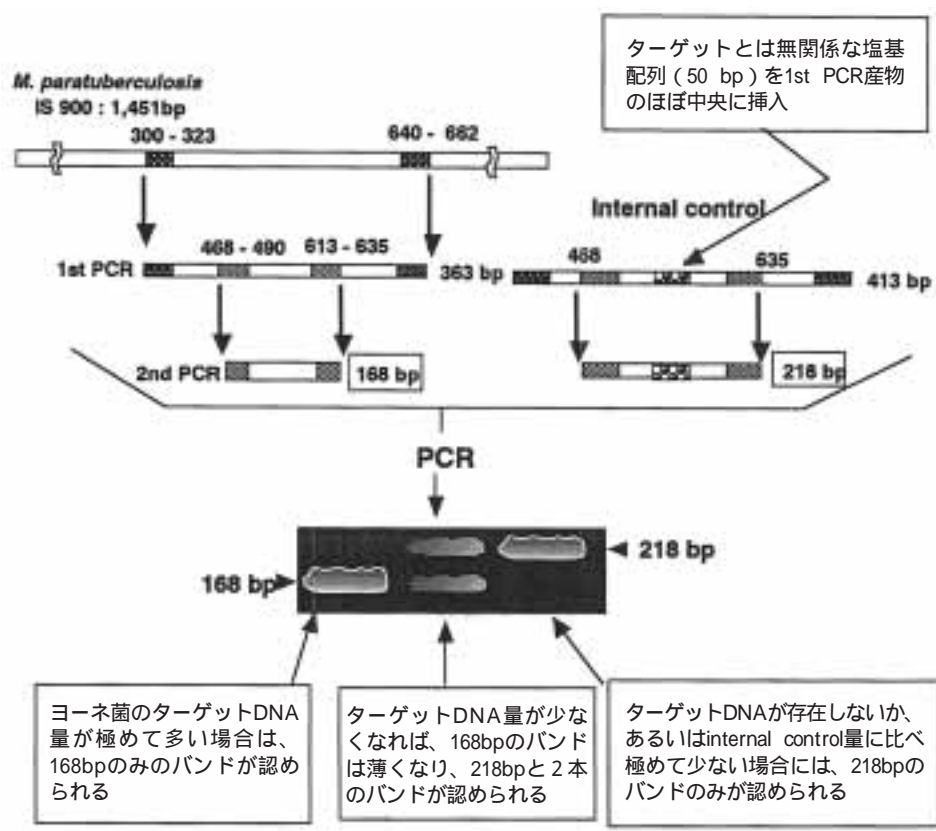 ターゲットとは無関係な塩基
配列（50 bp）を1st PCR産物
のほぼ中央に挿入
M. paratuberculosis
IS 900 : 1,451bp
300 - 323
640 - 662
Internal control
468 - 490
613 - 635
1st PCR
363 bp
468
635
413 bp
2nd PCR
168 bp
218 bp
PCR
218 bp
168 bp
ヨーネ菌のターゲットDNA
量が極めて多い場合は、
168bpのみのバンドが認め
られる
ターゲットDNA量が少な
くなれば、168bpのバンド
は薄くなり、218bpと２本
のバンドが認められる
ターゲットDNAが存在しないか、
あるいはinternal control量に比べ
極めて少ない場合には、218bpの
バンドのみが認められる